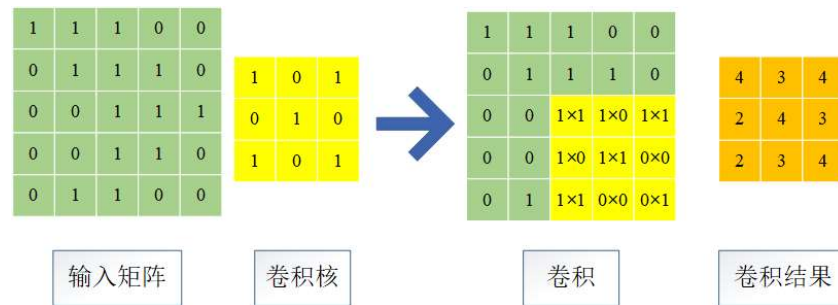 1 1 1 0 0
0 1 1 1 0
0 0 1 1 1
0 0 1 1 0
0 1 1 0 0
1 0 1
0 1 0
1 0 1
1 1 1 0 0
0 1 1 1 0
0 0 1×1 1×0 1×1
0 0 1×0 1×1 0×0
0 1 1×1 0×0 0×1
4 3 4
2 4 3
2 3 4
输入矩阵
卷积核
卷积
卷积结果